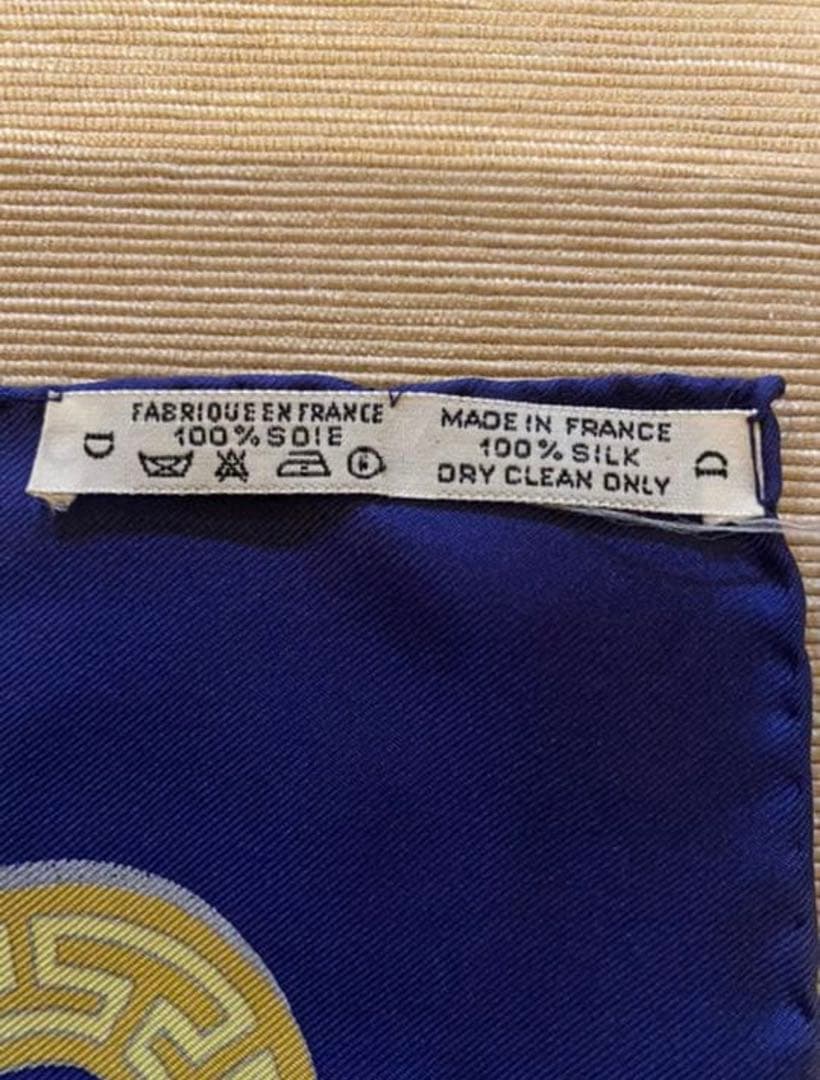 D
FABRIQUE EN FRANCE
100% SOIE
MADE IN FRANCE
100% SILK
DRY CLEAN ONLY
D